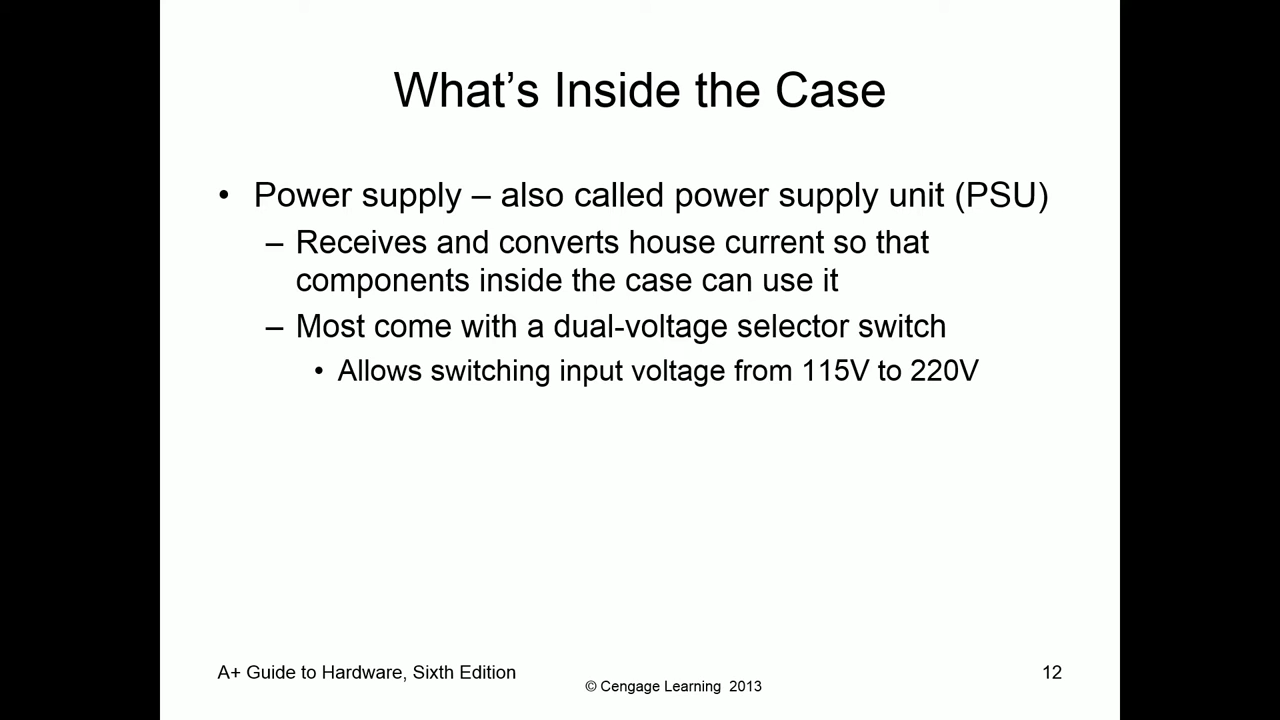 What’s Inside the Case
• Power supply – also called power supply unit (PSU)
– Receives and converts house current so that
components inside the case can use it
– Most come with a dual-voltage selector switch
• Allows switching input voltage from 115V to 220V
A+ Guide to Hardware, Sixth Edition
© Cengage Learning 2013
12